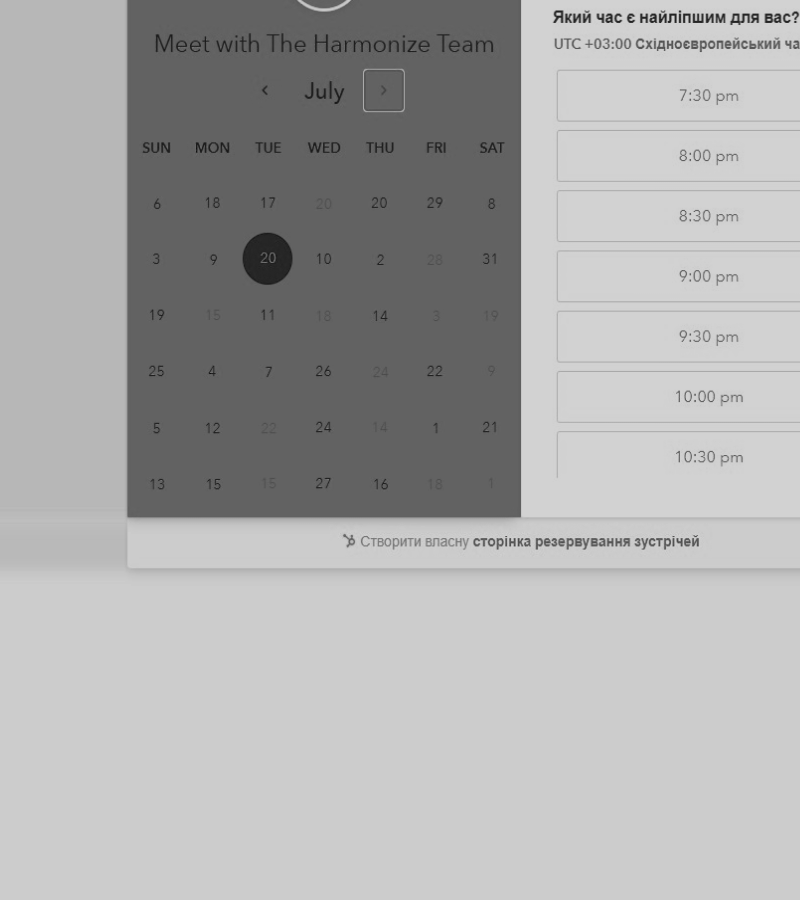 Meet with The Harmonize Team
July
SUN MON TUE WED THU FRI SAT
6 18 17 20 20 29 8
3 9 20 10 2 28 31
19 15 11 18 14 3 19
25 4 7 26 24 22 9
5 12 22 24 14 1 21
13 15 15 27 16 18 1
Який час є найліпшим для вас?
UTC +03:00 Східноєвропейський ча
7:30 pm
8:00 pm
8:30 pm
9:00 pm
9:30 pm
10:00 pm
10:30 pm
Створити власну сторінка резервування зустрічей